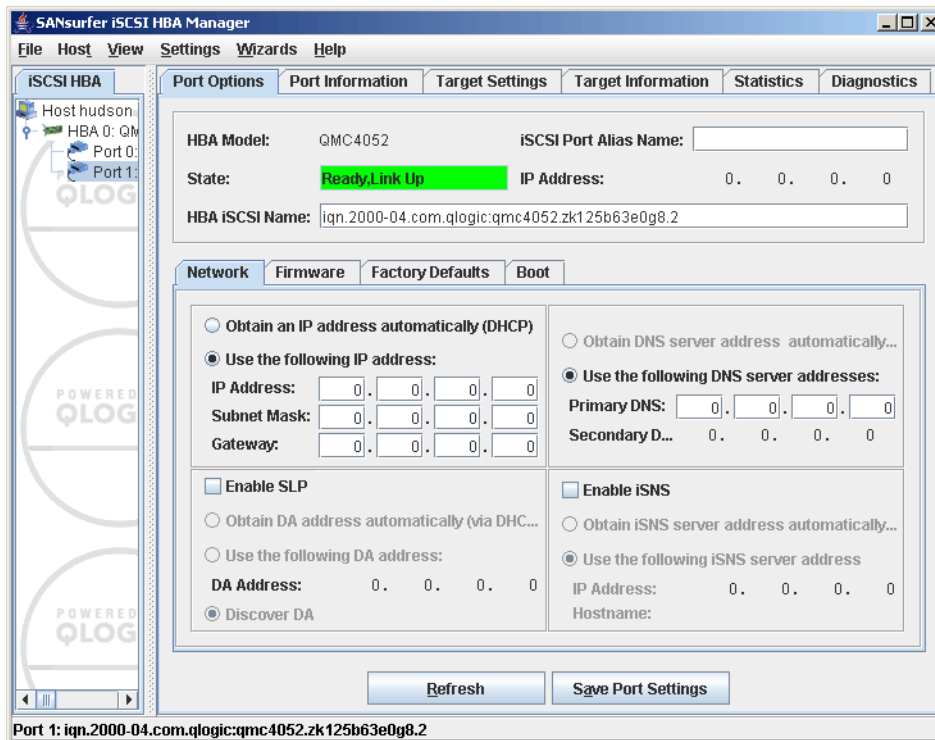 SANsurfer iSCSI HBA Manager
File Host View Settings Wizards Help
iSCSI HBA
Port Options Port Information Target Settings Target Information Statistics Diagnostics
Host hudson
HBA 0: QM
Port 0:
Port 1:
HBA Model: QMC4052 iSCSI Port Alias Name:
State: Ready,Link Up IP Address: 0. 0. 0. 0
HBA iSCSI Name: iqn.2000-04.com.qlogic:qmc4052.zk125b63e0g8.2
QLOG
Network Firmware Factory Defaults Boot
Obtain an IP address automatically (DHCP)
Use the following IP address:
IP Address: 0. 0. 0. 0
Subnet Mask: 0. 0. 0. 0
Gateway: 0. 0. 0. 0
Obtain DNS server address automatically...
Use the following DNS server addresses:
Primary DNS: 0. 0. 0. 0
Secondary D... 0. 0. 0. 0
POWERED
QLOG
Enable SLP
Obtain DA address automatically (via DHC...
Use the following DA address:
DA Address: 0. 0. 0. 0
Discover DA
Enable iSNS
Obtain iSNS server address automatically...
Use the following iSNS server address
IP Address: 0. 0. 0. 0
Hostname:
POWERED
QLOG
Refresh Save Port Settings
Port 1: iqn.2000-04.com.qlogic:qmc4052.zk125b63e0g8.2